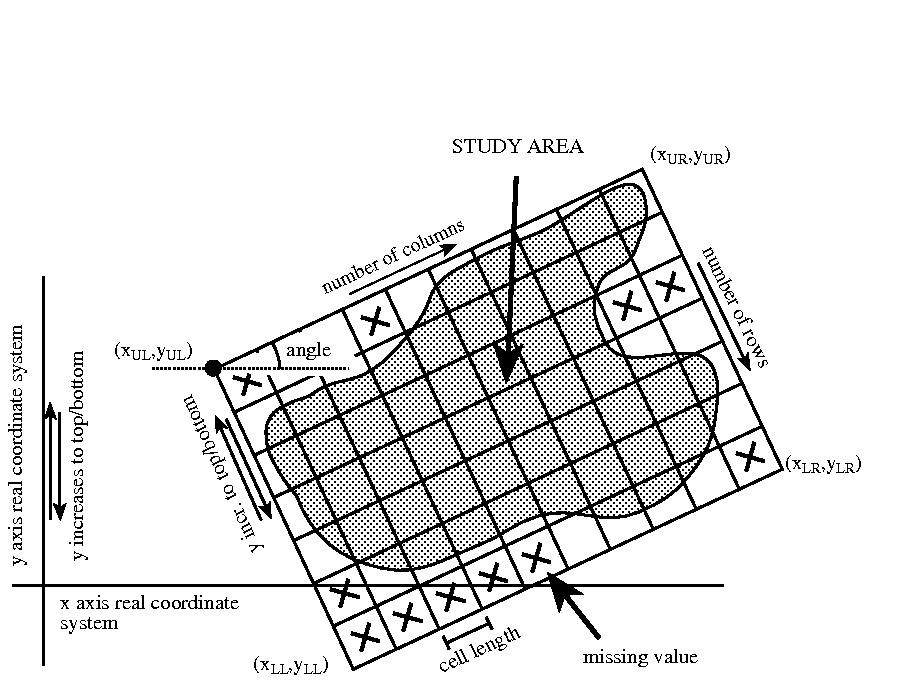 STUDY AREA
(xUR,yUR)
number of columns
number of rows
(xUL,yUL)
angle
y axis real coordinate system
y increases to top/bottom
y incr. to top/bottom
(xLR,yLR)
x axis real coordinate
system
cell length
(xLL,yLL)
missing value